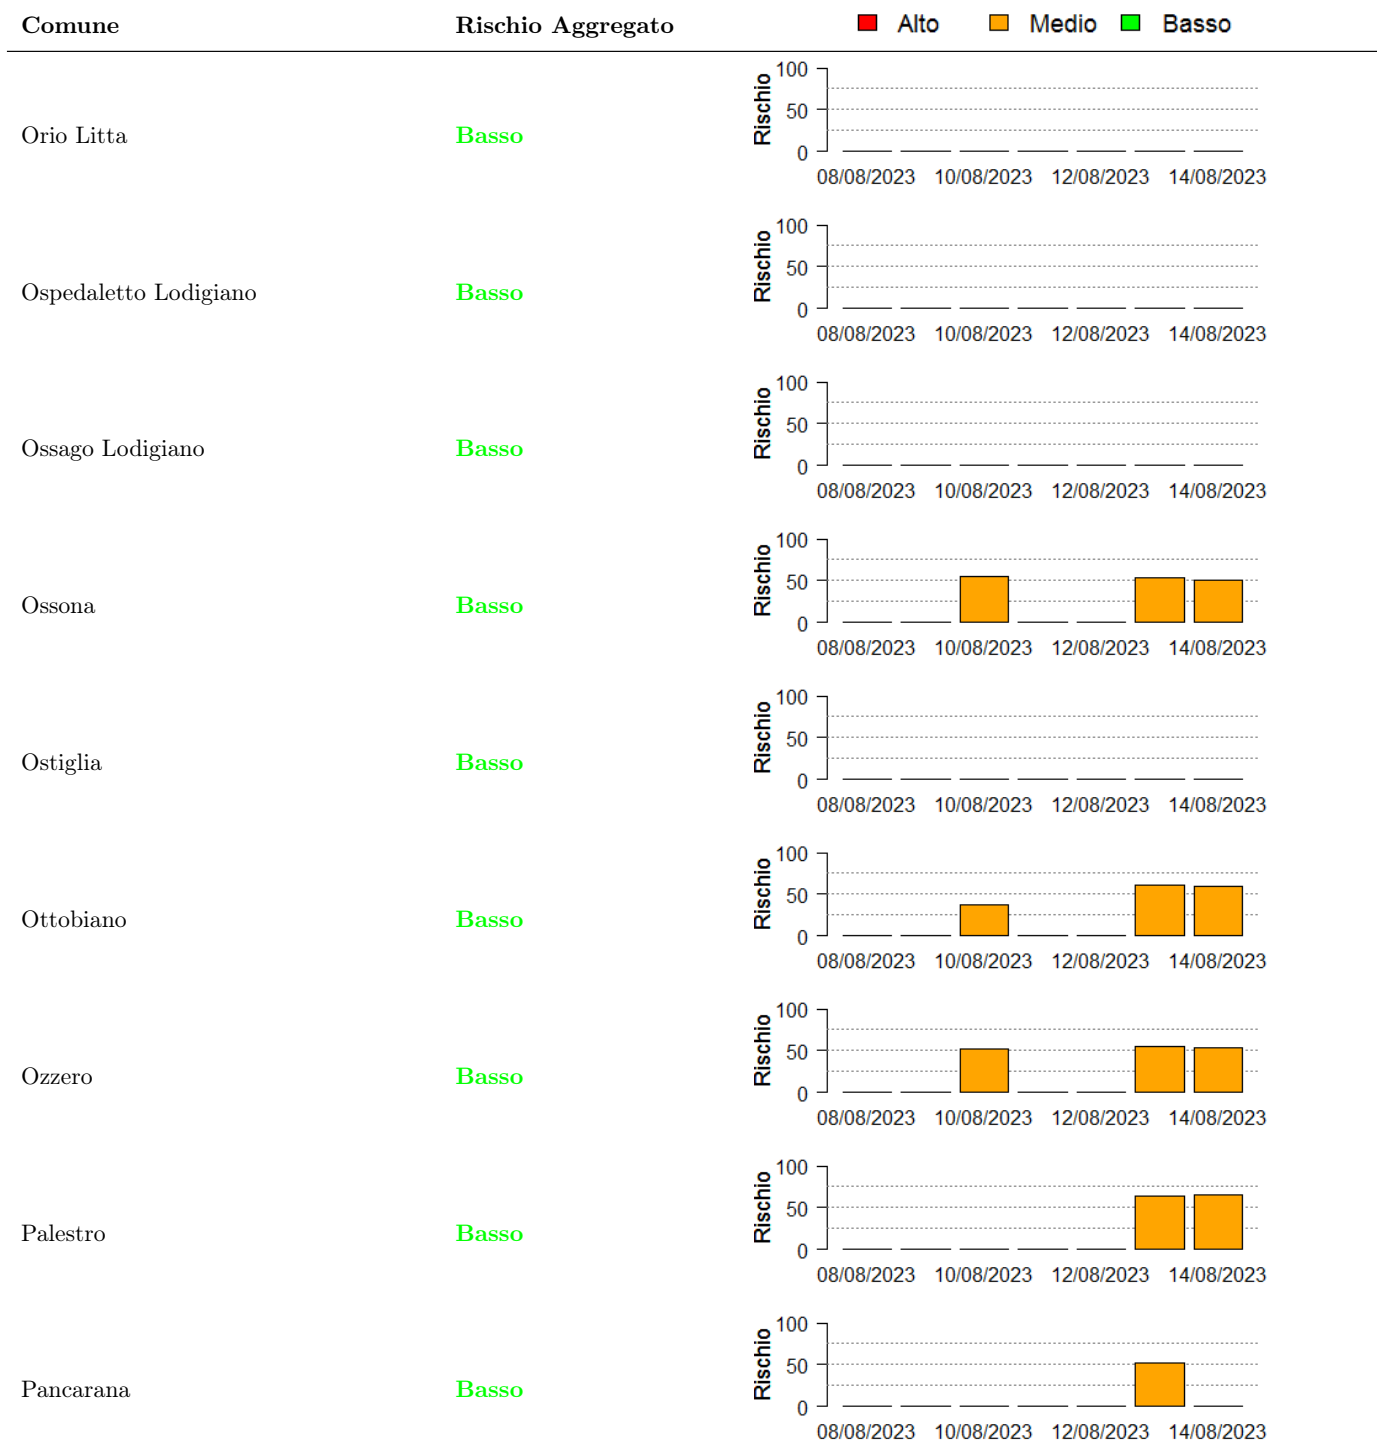 Comune Rischio Aggregato Alto Medio Basso
Orio Litta Basso
Rischio
100
50
0
08/08/2023 10/08/2023 12/08/2023 14/08/2023
Ospedaletto Lodigiano Basso
Rischio
100
50
0
08/08/2023 10/08/2023 12/08/2023 14/08/2023
Ossago Lodigiano Basso
Rischio
100
50
0
08/08/2023 10/08/2023 12/08/2023 14/08/2023
Ossona Basso
Rischio
100
50
0
08/08/2023 10/08/2023 12/08/2023 14/08/2023
Ostiglia Basso
Rischio
100
50
0
08/08/2023 10/08/2023 12/08/2023 14/08/2023
Ottobiano Basso
Rischio
100
50
0
08/08/2023 10/08/2023 12/08/2023 14/08/2023
Ozzero Basso
Rischio
100
50
0
08/08/2023 10/08/2023 12/08/2023 14/08/2023
Palestro Basso
Rischio
100
50
0
08/08/2023 10/08/2023 12/08/2023 14/08/2023
Pancarana Basso
Rischio
100
50
0
08/08/2023 10/08/2023 12/08/2023 14/08/2023